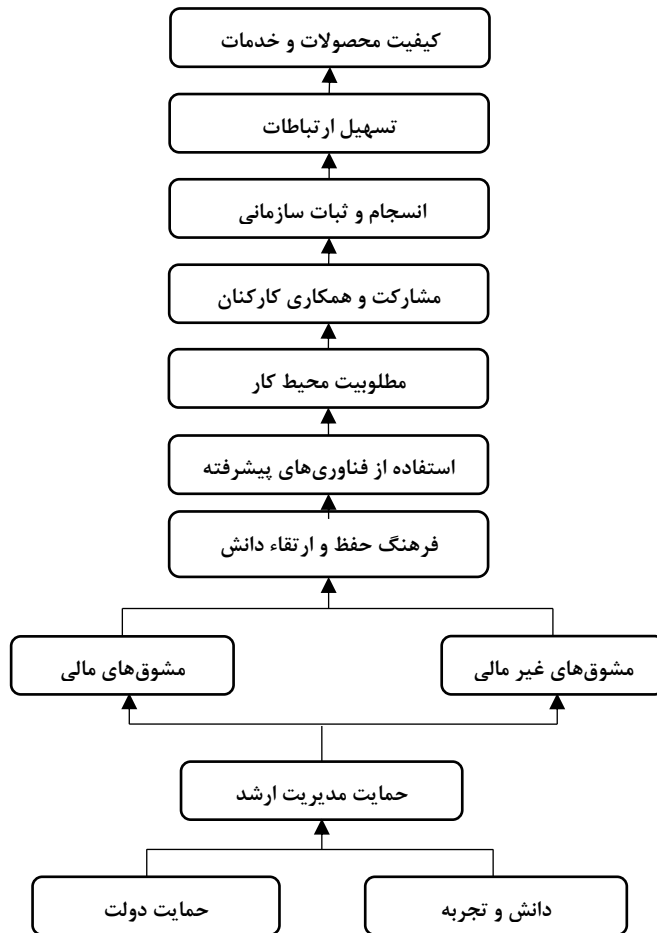 کیفیت محصولات و خدمات
تسهیل ارتباطات
انسجام و ثبات سازمانی
مشارکت و همکاری کارکنان
مطلوبیت محیط کار
استفاده از فناوری‌های پیشرفته
فرهنگ حفظ و ارتقاء دانش
مشوق‌های غیر مالی
مشوق‌های مالی
حمایت مدیریت ارشد
دانش و تجربه
حمایت دولت